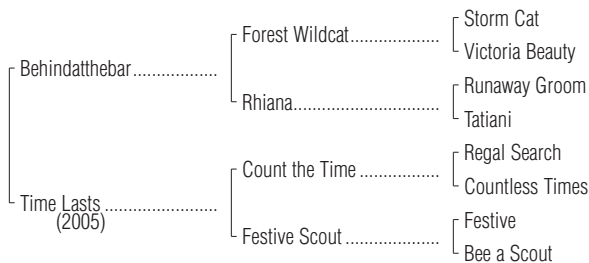 Storm Cat
Forest Wildcat....................
Victoria Beauty
Behindatthebar...................
Runaway Groom
Rhiana.................................
Tatiani
Regal Search
Count the Time ..................
Countless Times
Time Lasts .........................
(2005)
Festive
Festive Scout .....................
Bee a Scout